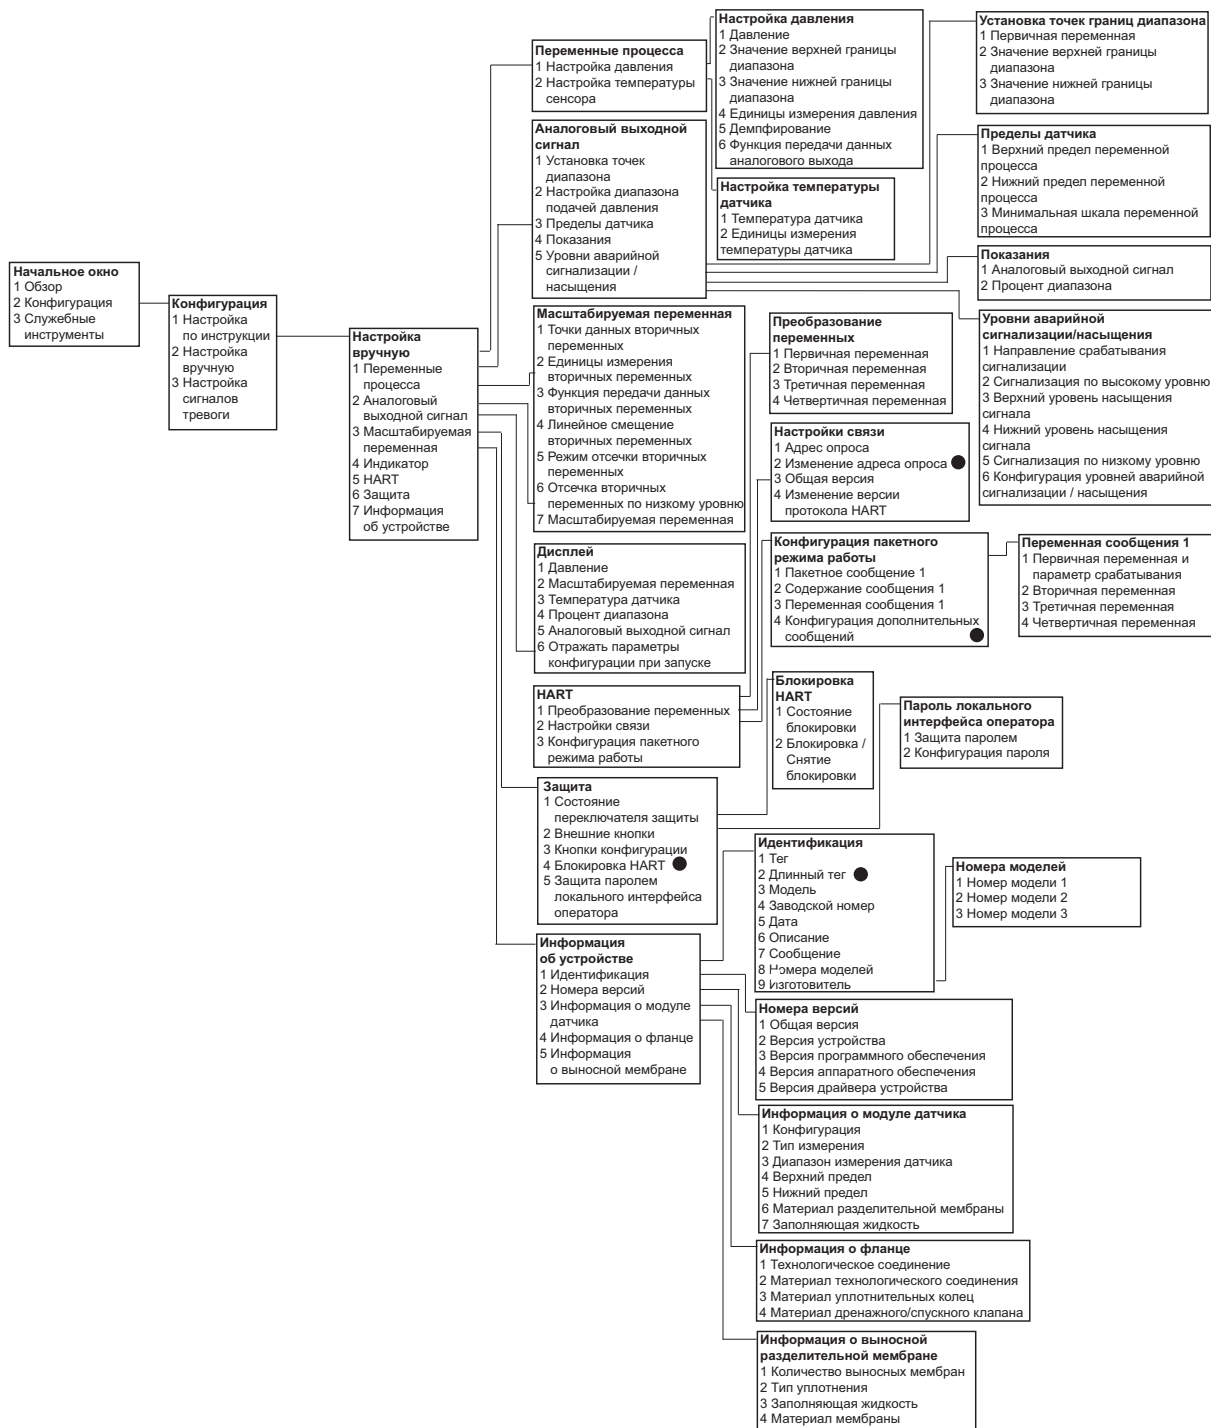 Начальное окно
1 Обзор
2 Конфигурация
3 Служебные
инструменты
Конфигурация
1 Настройка
по инструкции
2 Настройка
вручную
3 Настройка
сигналов
тревоги
Настройка
вручную
1 Переменные
процесса
2 Аналоговый
выходной сигнал
3 Масштабируемая
переменная
4 Индикатор
5 HART
6 Защита
7 Информация
об устройстве
Переменные процесса
1 Настройка давления
2 Настройка температуры
сенсора
Аналоговый выходной
сигнал
1 Установка точек
диапазона
2 Настройка диапазона
подачей давления
3 Пределы датчика
4 Показания
5 Уровни аварийной
сигнализации /
насыщения
Масштабируемая переменная
1 Точки данных вторичных
переменных
2 Единицы измерения
вторичных переменных
3 Функция передачи данных
вторичных переменных
4 Линейное смещение
вторичных переменных
5 Режим отсечки вторичных
переменных
6 Отсечка вторичных
переменных по низкому уровню
7 Масштабируемая переменная
Дисплей
1 Давление
2 Масштабируемая переменная
3 Температура датчика
4 Процент диапазона
5 Аналоговый выходной сигнал
6 Отражать параметры
конфигурации при запуске
HART
1 Преобразование переменных
2 Настройки связи
3 Конфигурация пакетного
режима работы
Защита
1 Состояние
переключателя защиты
2 Внешние кнопки
3 Кнопки конфигурации
4 Блокировка HART
5 Защита паролем
локального интерфейса
оператора
Информация
об устройстве
1 Идентификация
2 Номера версий
3 Информация о модуле
датчика
4 Информация о фланце
5 Информация
о выносной мембране
Настройка давления
1 Давление
2 Значение верхней границы
диапазона
3 Значение нижней границы
диапазона
4 Единицы измерения давления
5 Демпфирование
6 Функция передачи данных
аналогового выхода
Настройка температуры
датчика
1 Температура датчика
2 Единицы измерения
температуры датчика
Преобразование
переменных
1 Первичная переменная
2 Вторичная переменная
3 Третичная переменная
4 Четвертичная переменная
Настройки связи
1 Адрес опроса
2 Изменение адреса опроса
3 Общая версия
4 Изменение версии
протокола HART
Конфигурация пакетного
режима работы
1 Пакетное сообщение 1
2 Содержание сообщения 1
3 Переменная сообщения 1
4 Конфигурация дополнительных
сообщений
Блокировка
HART
1 Состояние
блокировки
2 Блокировка /
Снятие
блокировки
Идентификация
1 Тег
2 Длинный тег
3 Модель
4 Заводской номер
5 Дата
6 Описание
7 Сообщение
8 Номера моделей
9 Изготовитель
Номера версий
1 Общая версия
2 Версия устройства
3 Версия программного обеспечения
4 Версия аппаратного обеспечения
5 Версия драйвера устройства
Информация о модуле датчика
1 Конфигурация
2 Тип измерения
3 Диапазон измерения датчика
4 Верхний предел
5 Нижний предел
6 Материал разделительной мембраны
7 Заполняющая жидкость
Информация о фланце
1 Технологическое соединение
2 Материал технологического соединения
3 Материал уплотнительных колец
4 Материал дренажного/спускного клапана
Информация о выносной
разделительной мембране
1 Количество выносных мембран
2 Тип уплотнения
3 Заполняющая жидкость
4 Материал мембраны
Установка точек границ диапазона
1 Первичная переменная
2 Значение верхней границы
диапазона
3 Значение нижней границы
диапазона
Пределы датчика
1 Верхний предел переменной
процесса
2 Нижний предел переменной
процесса
3 Минимальная шкала переменной
процесса
Показания
1 Аналоговый выходной сигнал
2 Процент диапазона
Уровни аварийной
сигнализации/насыщения
1 Направление срабатывания
сигнализации
2 Сигнализация по высокому уровню
3 Верхний уровень насыщения
сигнала
4 Нижний уровень насыщения
сигнала
5 Сигнализация по низкому уровню
6 Конфигурация уровней аварийной
сигнализации / насыщения
Переменная сообщения 1
1 Первичная переменная и
параметр срабатывания
2 Вторичная переменная
3 Третичная переменная
4 Четвертичная переменная
Пароль локального
интерфейса оператора
1 Защита паролем
2 Конфигурация пароля
Номера моделей
1 Номер модели 1
2 Номер модели 2
3 Номер модели 3